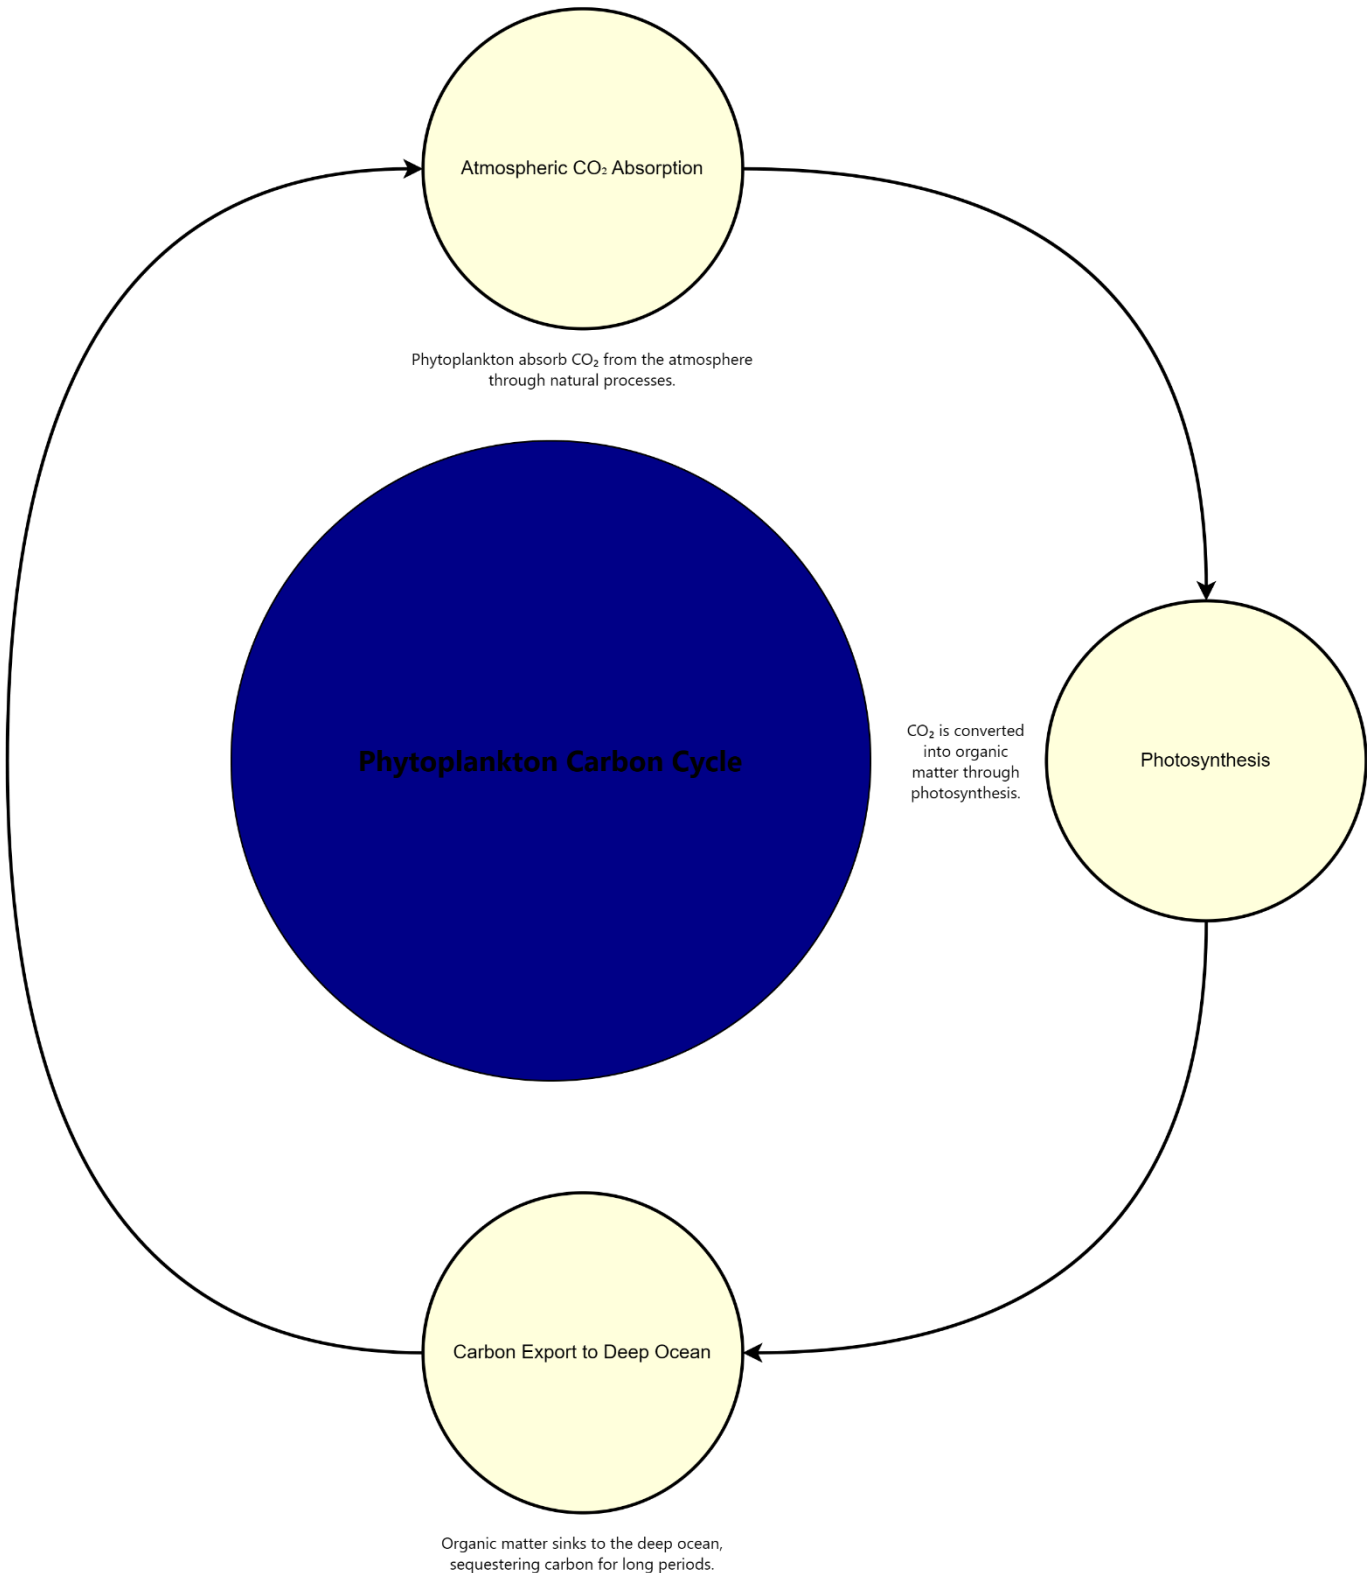 Atmospheric CO₂ Absorption
Phytoplankton absorb CO₂ from the atmosphere
through natural processes.
Phytoplankton Carbon Cycle
CO₂ is converted
into organic
matter through
photosynthesis.
Photosynthesis
Carbon Export to Deep Ocean
Organic matter sinks to the deep ocean,
sequestering carbon for long periods.